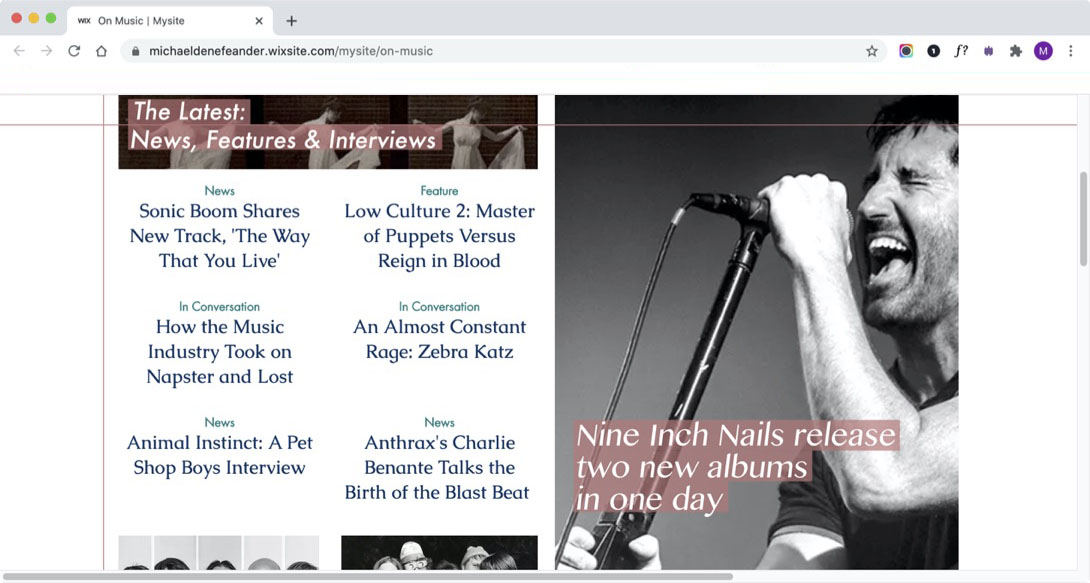 WIX On Music | Mysite
michaeldenefeander.wixsite.com/mysite/on-music
1
f?
M
The Latest:
News, Features & Interviews
News
Sonic Boom Shares
New Track, 'The Way
That You Live'
Feature
Low Culture 2: Master
of Puppets Versus
Reign in Blood
In Conversation
How the Music
Industry Took on
Napster and Lost
In Conversation
An Almost Constant
Rage: Zebra Katz
News
Animal Instinct: A Pet
Shop Boys Interview
News
Anthrax's Charlie
Benante Talks the
Birth of the Blast Beat
Nine Inch Nails release
two new albums
in one day